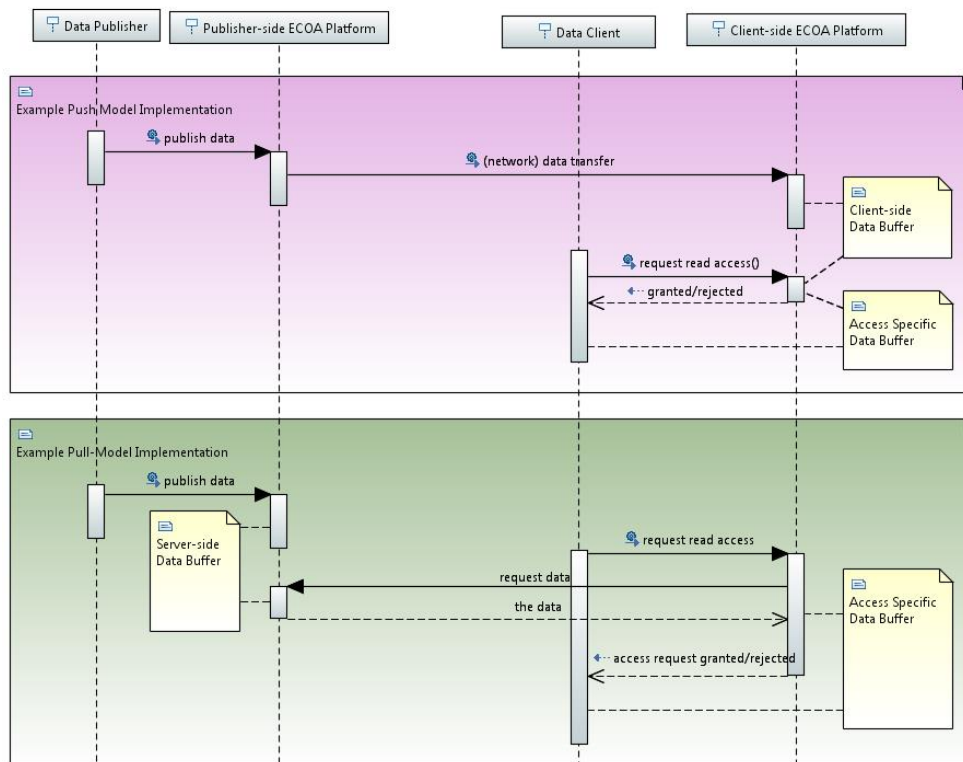 Data Publisher
Publisher-side ECOA Platform
Data Client
Client-side ECOA Platform
Example Push Model Implementation
publish data
(network) data transfer
Client-side
Data Buffer
request read access()
granted/rejected
Access Specific
Data Buffer
Example Pull-Model Implementation
publish data
Server-side
Data Buffer
request read access
request data
the data
Access Specific
Data Buffer
access request granted/rejected